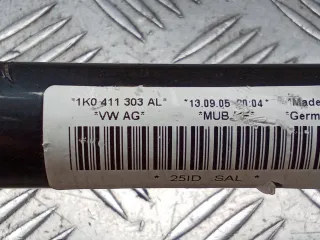 *1K0 411 303 AL* *13.09.05 20:04* *Made
*VW AG* *MUB *Germ
* 25ID SAL *